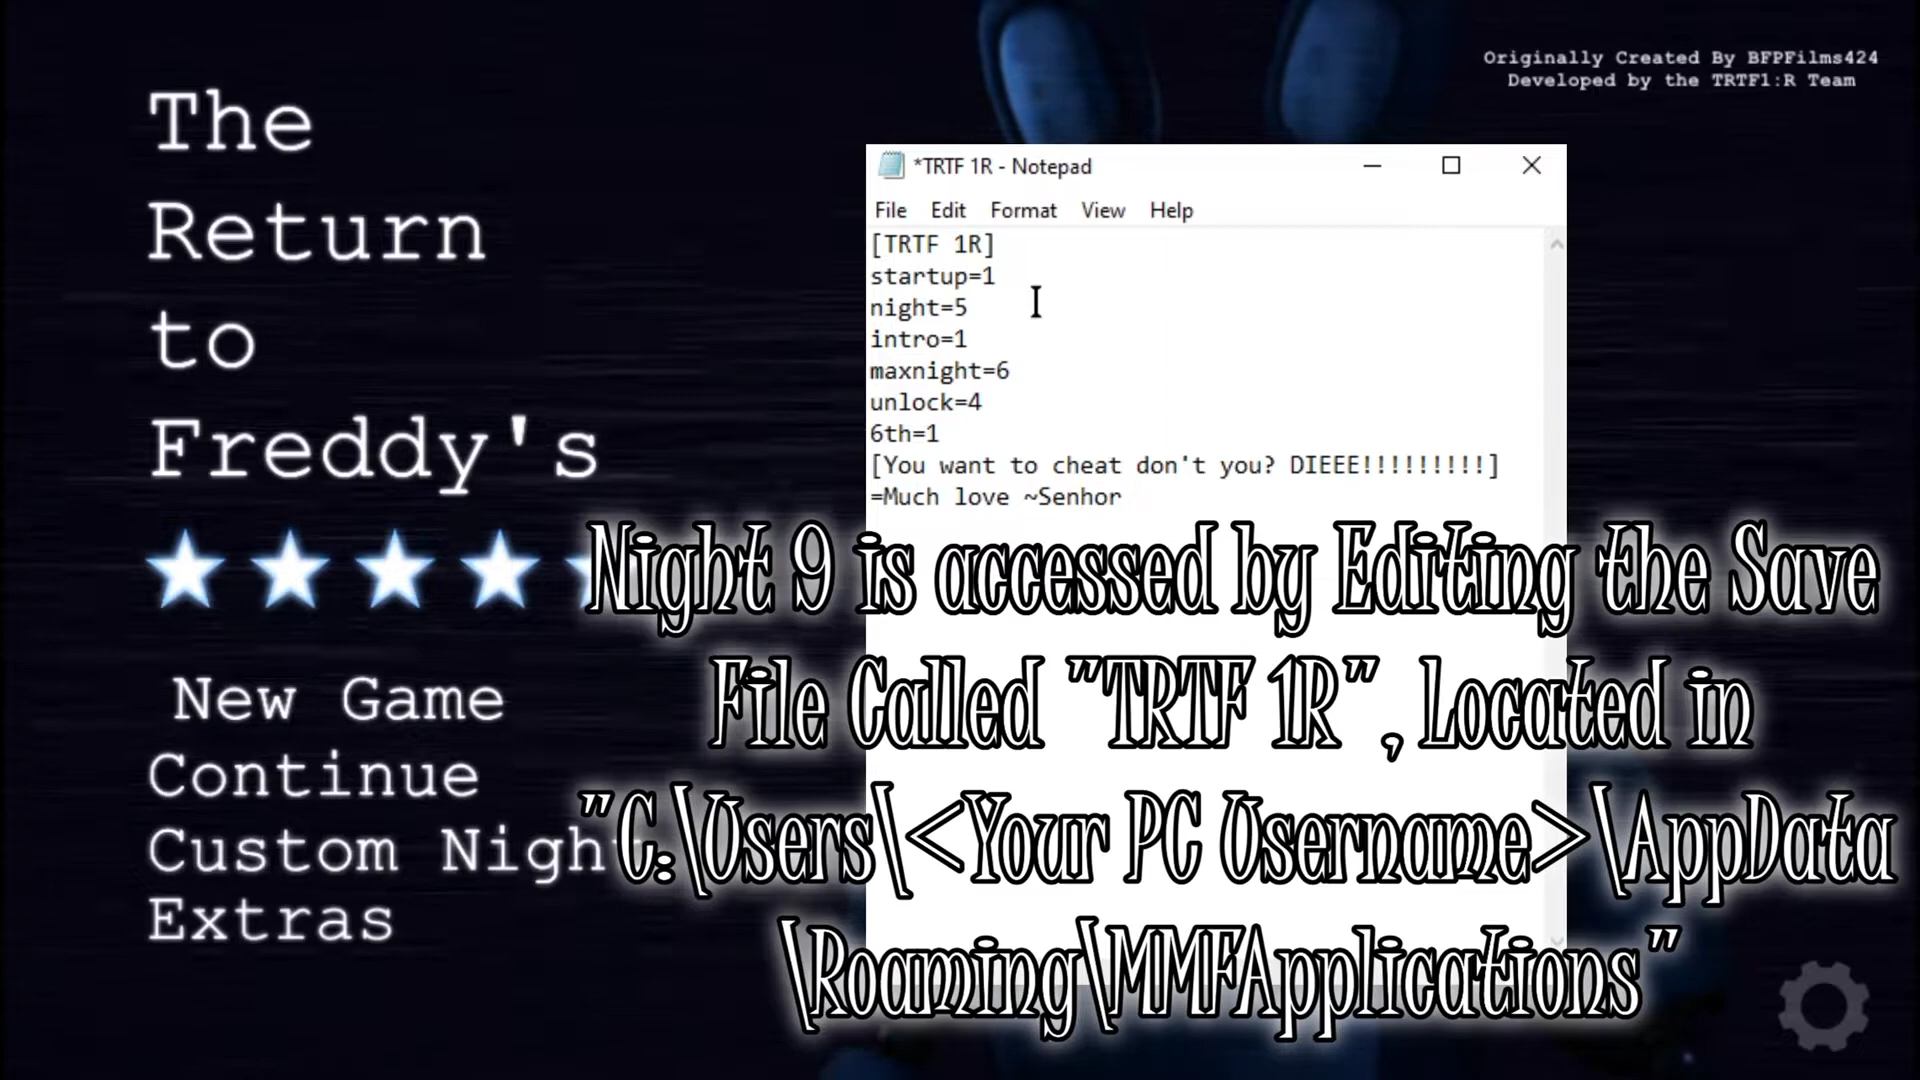 The
Return
to
Freddy's
New Game
Continue
Custom Nigh
Extras
Originally Created By BFPFilms424
Developed by the TRTF1:R Team
*TRTF 1R - Notepad
File Edit Format View Help
[TRTF 1R]
startup=1
night=5
intro=1
maxnight=6
unlock=4
6th=1
[You want to cheat don't you? DIEEE!!!!!!!!!]
=Much love ~Senhor
Night 9 is accessed by Editing the Save
File Called "TRTF 1R", Located in
"C:\Users\<Your PC Username>\AppData
\Roaming\MMFApplications"